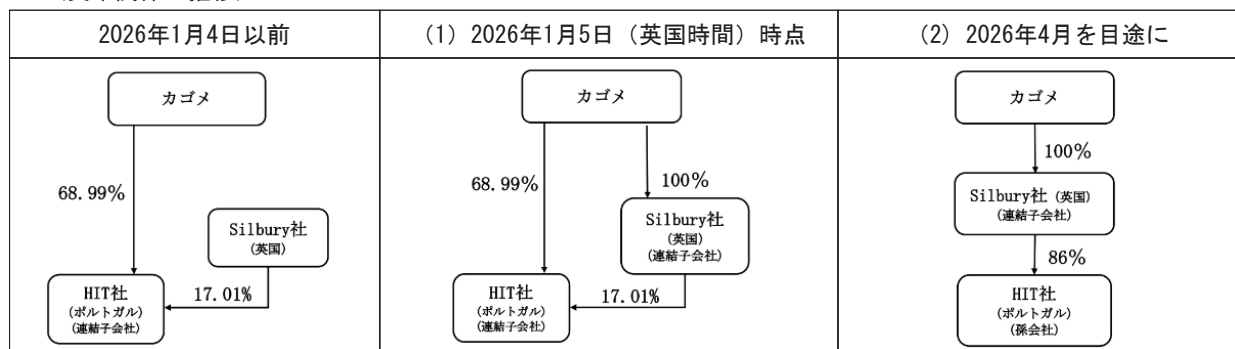 2026年1月4日以前
(1) 2026年1月5日（英国時間）時点
(2) 2026年4月を目途に
カゴメ
68.99%
Silbury社
(英国)
HIT社
(ポルトガル)
(連結子会社)
17.01%
カゴメ
68.99%
100%
Silbury社
(英国)
(連結子会社)
HIT社
(ポルトガル)
(連結子会社)
17.01%
カゴメ
100%
Silbury社 (英国)
(連結子会社)
86%
HIT社
(ポルトガル)
(孫会社)